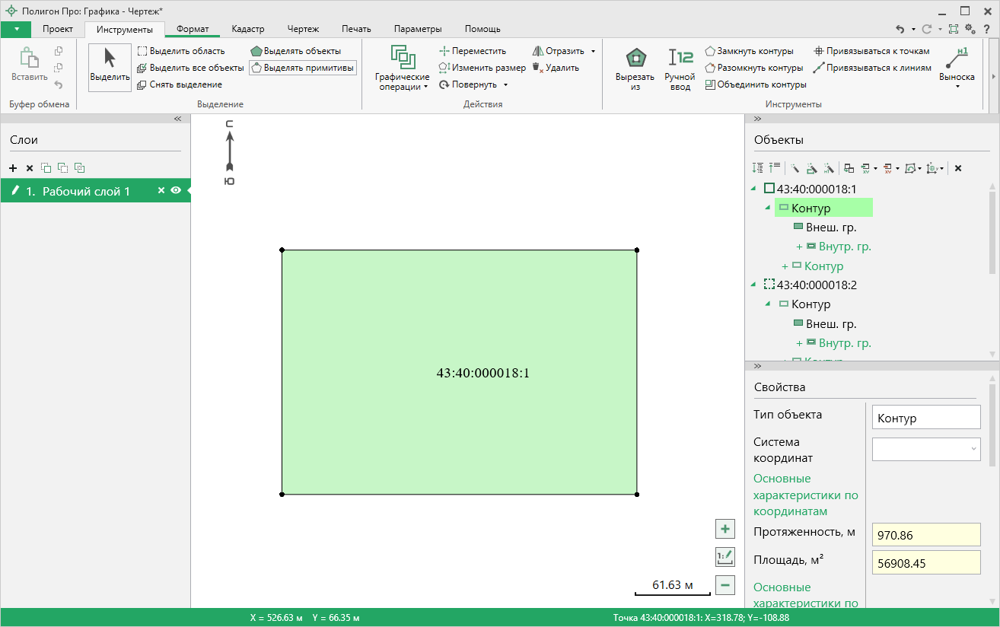 Полигон Про: Графика - Чертеж*
Проект
Инструменты
Формат
Кадастр
Чертеж
Печать
Параметры
Помощь
?
Вставить
Буфер обмена
Выделить
Выделить область
Выделить все объекты
Снять выделение
Выделять объекты
Выделять примитивы
Выделение
Графические
операции
Переместить
Изменить размер
Повернуть
Отразить
Удалить
Действия
Вырезать
из
Ручной
ввод
Замкнуть контуры
Разомкнуть контуры
Объединить контуры
Привязываться к точкам
Привязываться к линиям
н1
Выноска
Инструменты
Слои
1. Рабочий слой 1
С
Ю
43:40:000018:1
61.63 м
Объекты
43:40:000018:1
Контур
Внеш. гр.
+ Внутр. гр.
+ Контур
43:40:000018:2
Контур
Внеш. гр.
+ Внутр. гр.
Контур
Свойства
Тип объекта
Контур
Система
координат
Основные
характеристики по
координатам
Протяженность, м
970.86
Площадь, м²
56908.45
Основные
характеристики по
X = 526.63 м Y = 66.35 м
Точка 43:40:000018:1: X=318.78; Y=-108.88